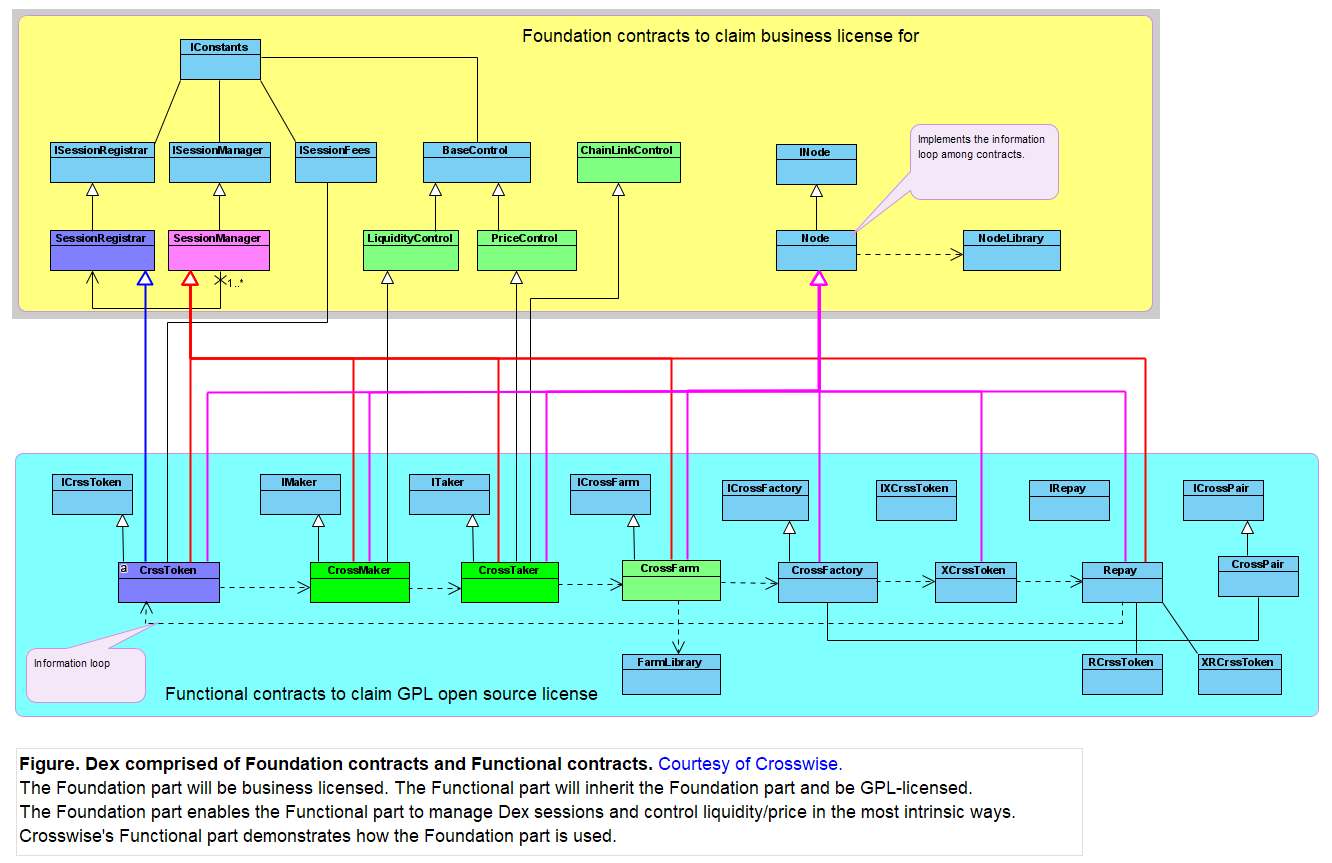 Foundation contracts to claim business license for
IConstants
ISessionRegistrar
ISessionManager
ISessionFees
BaseControl
ChainLinkControl
INode
Implements the information
loop among contracts.
SessionRegistrar
SessionManager
LiquidityControl
PriceControl
Node
NodeLibrary
1..*
ICrssToken
IMaker
ITaker
ICrossFarm
ICrossFactory
IXCrssToken
IRepay
ICrossPair
a
CrssToken
CrossMaker
CrossTaker
CrossFarm
CrossFactory
XCrssToken
Repay
CrossPair
Information loop
FarmLibrary
RCrssToken
XRCrssToken
Functional contracts to claim GPL open source license
Figure. Dex comprised of Foundation contracts and Functional contracts. Courtesy of Crosswise.
The Foundation part will be business licensed. The Functional part will inherit the Foundation part and be GPL-licensed.
The Foundation part enables the Functional part to manage Dex sessions and control liquidity/price in the most intrinsic ways.
Crosswise's Functional part demonstrates how the Foundation part is used.